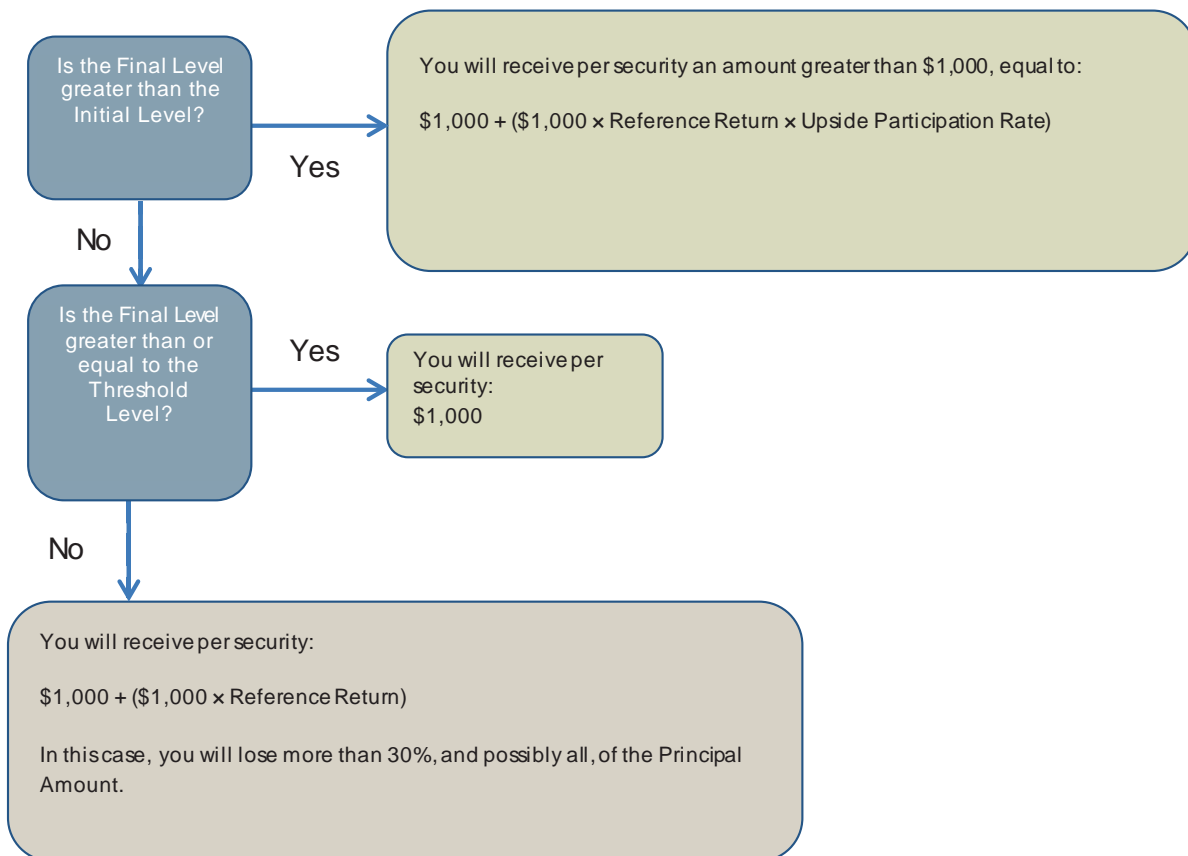 Is the Final Level
greater than the
Initial Level?
Yes
You will receive per security an amount greater than $1,000, equal to:
$1,000 + ($1,000 × Reference Return × Upside Participation Rate)
No
Is the Final Level
greater than or
equal to the
Threshold
Level?
Yes
You will receive per
security:
$1,000
No
You will receive per security:
$1,000 + ($1,000 × Reference Return)
In this case, you will lose more than 30%, and possibly all, of the Principal
Amount.